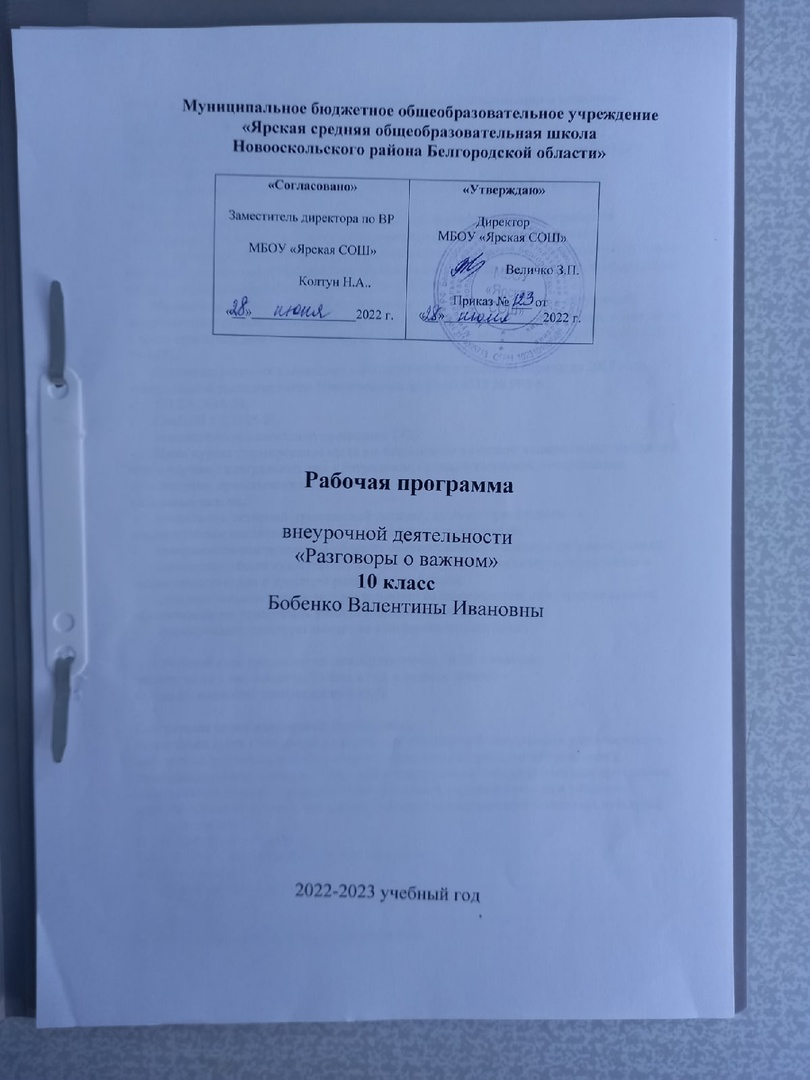 Муниципальное бюджетное общеобразовательное учреждение
«Ярская средняя общеобразовательная школа
Новооскольского района Белгородской области»
«Согласовано»
Заместитель директора по ВР
МБОУ «Ярская СОШ»
Колтун Н.А..
«28» июня 2022 г.
«Утверждаю»
Директор
МБОУ «Ярская СОШ»
Величко З.П.
Приказ № 123 от
«28» июня 2022 г.
Рабочая программа
внеурочной деятельности
«Разговоры о важном»
10 класс
Бобенко Валентины Ивановны
2022-2023 учебный год